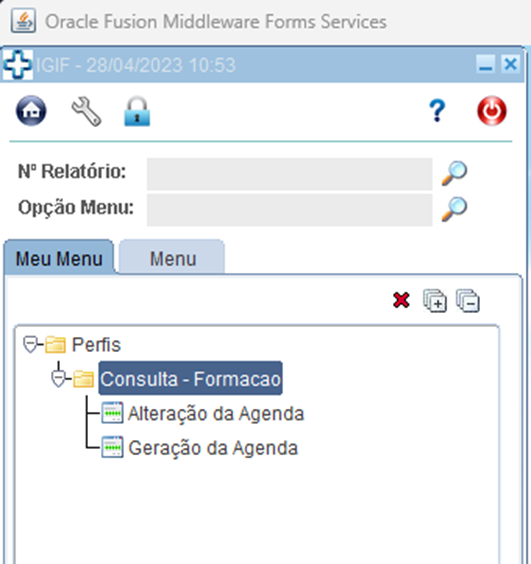 Oracle Fusion Middleware Forms Services
IGIF - 28/04/2023 10:53
?
Nº Relatório:
Opção Menu:
Meu Menu
Menu
Perfis
Consulta - Formacao
Alteração da Agenda
Geração da Agenda